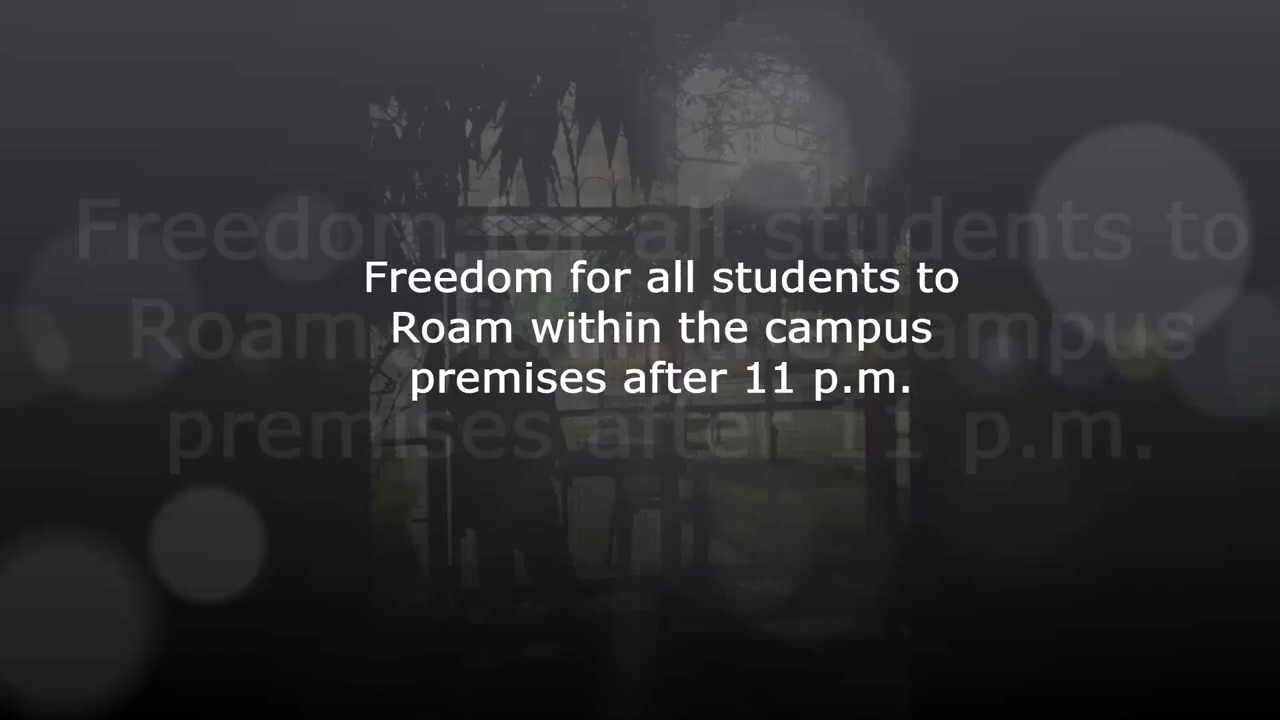 Freedom for all students to
Roam within the campus
premises after 11 p.m.